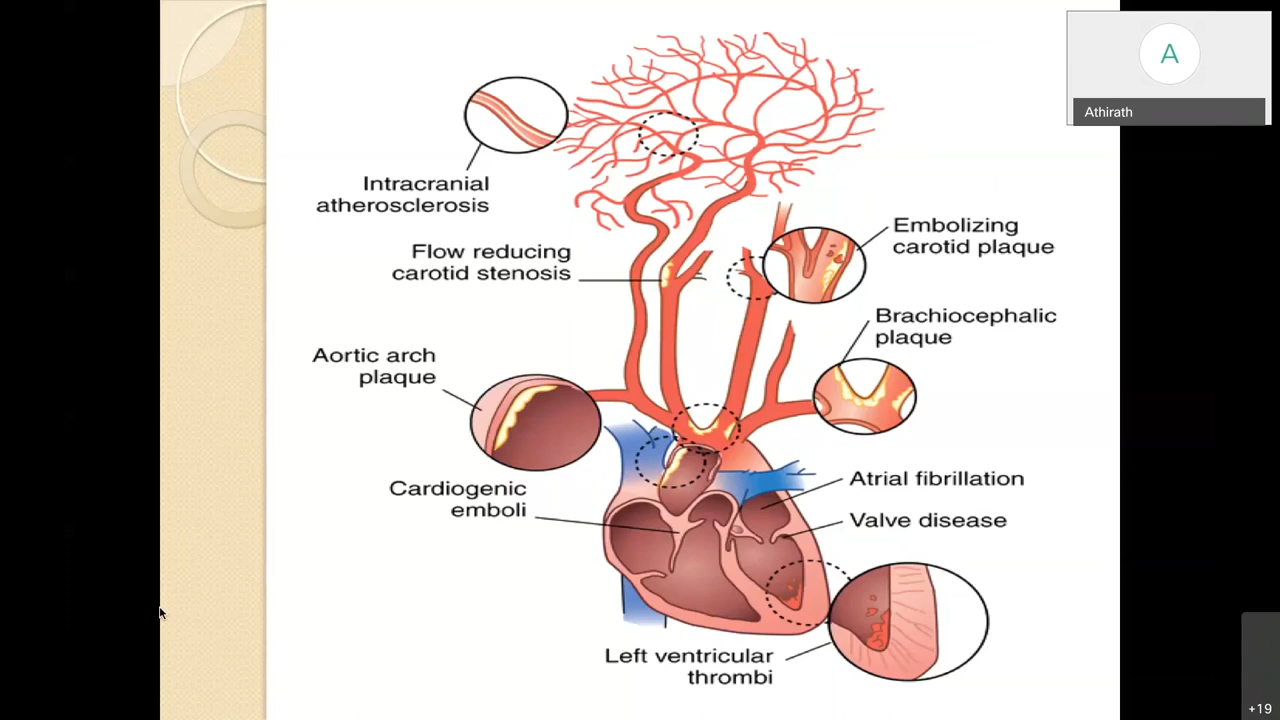 A
Athirath
Intracranial
atherosclerosis
Flow reducing
carotid stenosis
Embolizing
carotid plaque
Brachiocephalic
plaque
Aortic arch
plaque
Cardiogenic
emboli
Atrial fibrillation
Valve disease
Left ventricular
thrombi
+19